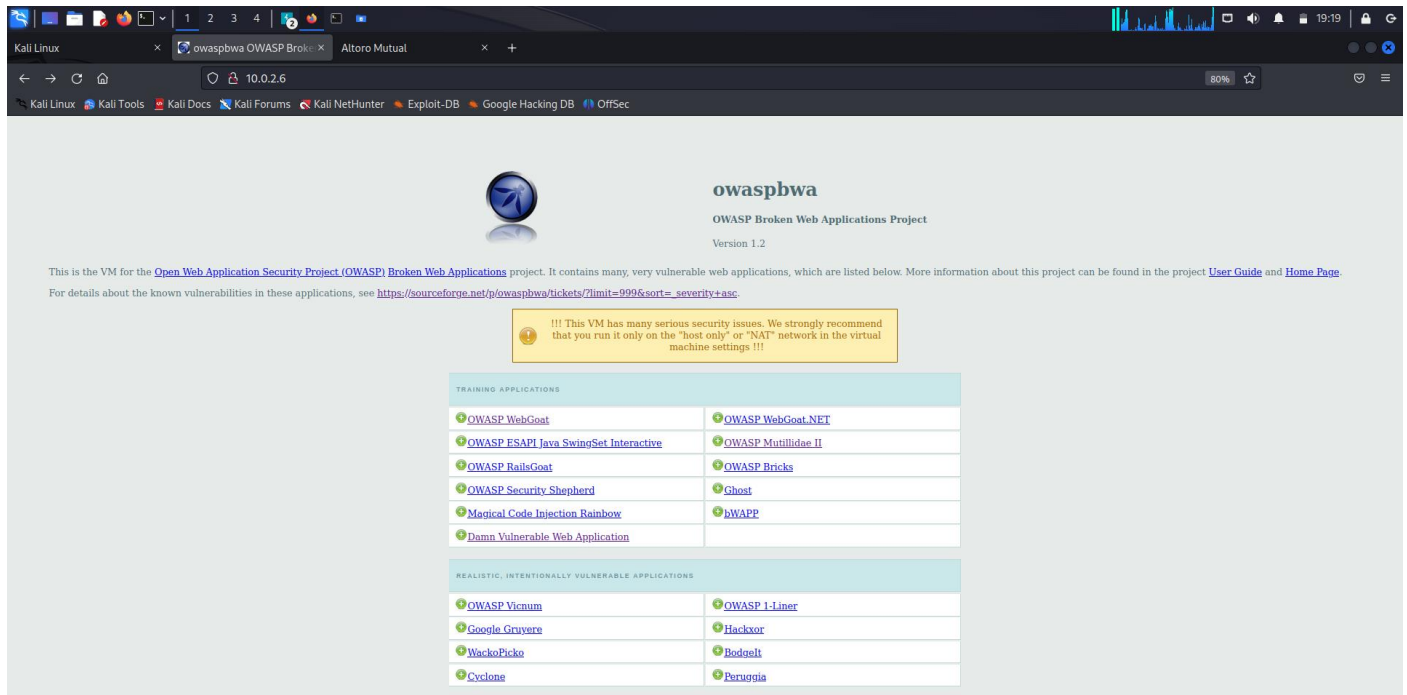 1 2 3 4 2 19:19
Kali Linux × owaspbwa OWASP Broke × Altoro Mutual × +
10.0.2.6 80%
Kali Linux Kali Tools Kali Docs Kali Forums Kali NetHunter Exploit-DB Google Hacking DB OffSec
owaspbwa
OWASP Broken Web Applications Project
Version 1.2
This is the VM for the Open Web Application Security Project (OWASP) Broken Web Applications project. It contains many, very vulnerable web applications, which are listed below. More information about this project can be found in the project User Guide and Home Page.
For details about the known vulnerabilities in these applications, see https://sourceforge.net/p/owaspbwa/tickets/?limit=999&sort=_severity+asc.
!!! This VM has many serious security issues. We strongly recommend
that you run it only on the "host only" or "NAT" network in the virtual
machine settings !!!
TRAINING APPLICATIONS
OWASP WebGoat OWASP WebGoat.NET
OWASP ESAPI Java SwingSet Interactive OWASP Mutillidae II
OWASP RailsGoat OWASP Bricks
OWASP Security Shepherd Ghost
Magical Code Injection Rainbow bWAPP
Damn Vulnerable Web Application
REALISTIC, INTENTIONALLY VULNERABLE APPLICATIONS
OWASP Vicnum OWASP 1-Liner
Google Gruyere Hackxor
WackoPicko BodgeIt
Cyclone Peruggia